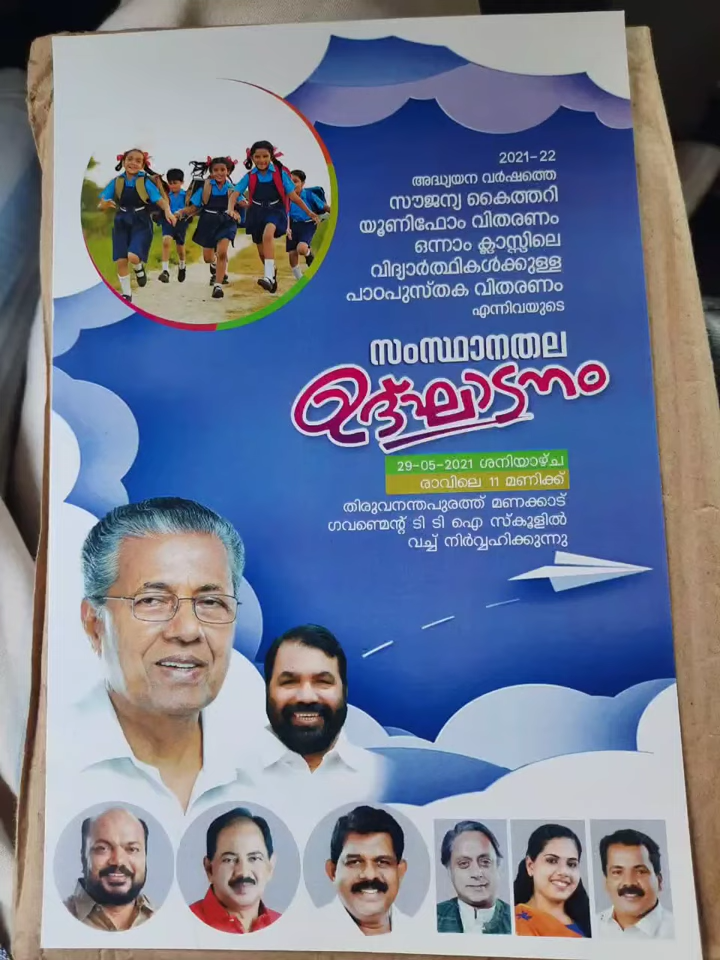 2021-22
അദ്ധ്യയന വർഷത്തെ
സൗജന്യ കൈത്തറി
യൂണിഫോം വിതരണം
ഒന്നാം ക്ലാസ്സിലെ
വിദ്യാർത്ഥികൾക്കുള്ള
പാഠപുസ്തക വിതരണം
എന്നിവയുടെ
സംസ്ഥാനതല
ഉദ്ഘാടനം
29-05-2021 ശനിയാഴ്ച
രാവിലെ 11 മണിക്ക്
തിരുവനന്തപുരത്ത് മണക്കാട്
ഗവണ്മെന്റ് ടി ടി ഐ സ്കൂളിൽ
വച്ച് നിർവ്വഹിക്കുന്നു